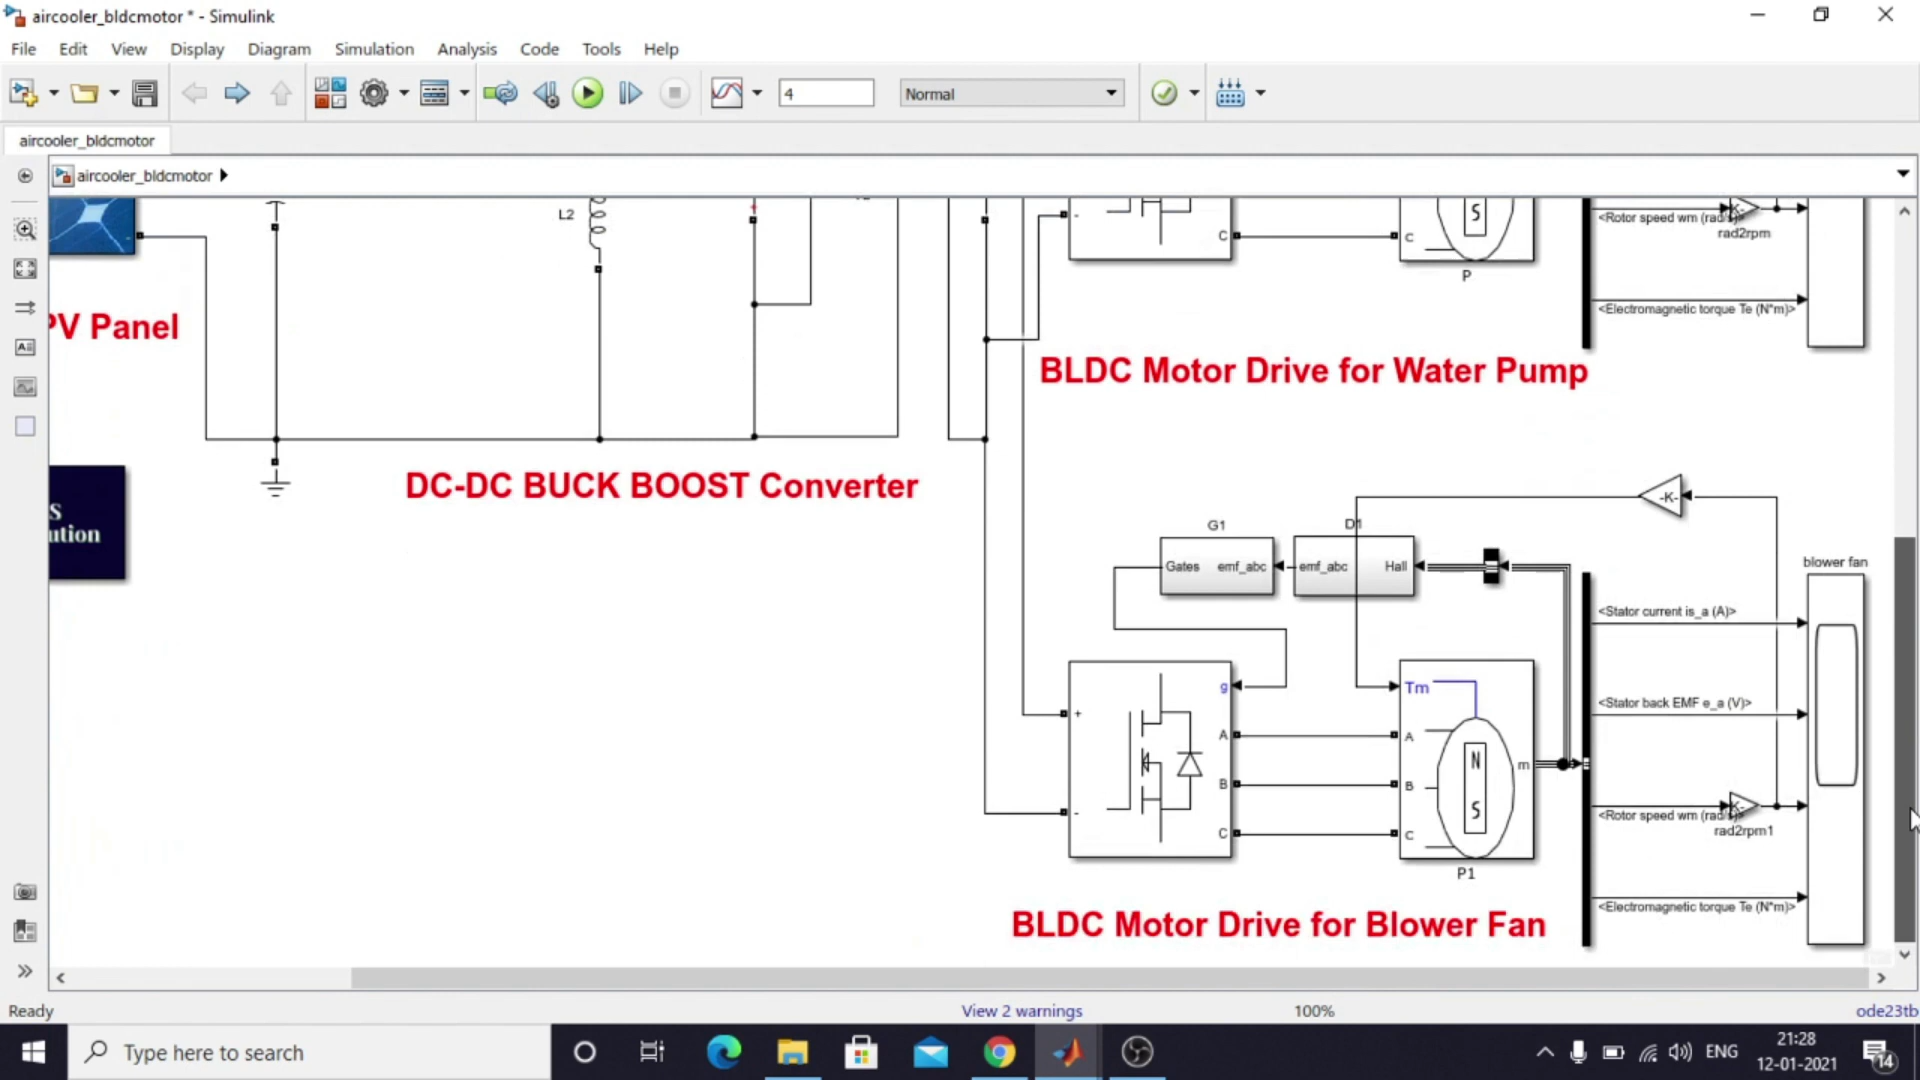 aircooler_bldcmotor * - Simulink
File Edit View Display Diagram Simulation Analysis Code Tools Help
4
Normal
aircooler_bldcmotor
aircooler_bldcmotor
L2
C
C
S
P
<Rotor speed wm (rad/s)>
rad2rpm
<Electromagnetic torque Te (N*m)>
PV Panel
BLDC Motor Drive for Water Pump
DC-DC BUCK BOOST Converter
S
ution
-K-
G1
D1
Gates emf_abc
emf_abc Hall
blower fan
<Stator current is_a (A)>
g
Tm
+
A
A
<Stator back EMF e_a (V)>
N
S
m
B
B
-
C
C
<Rotor speed wm (rad/s)>
K-
rad2rpm1
P1
<Electromagnetic torque Te (N*m)>
BLDC Motor Drive for Blower Fan
Ready
View 2 warnings
100%
ode23tb
Type here to search
ENG
21:28
12-01-2021
14